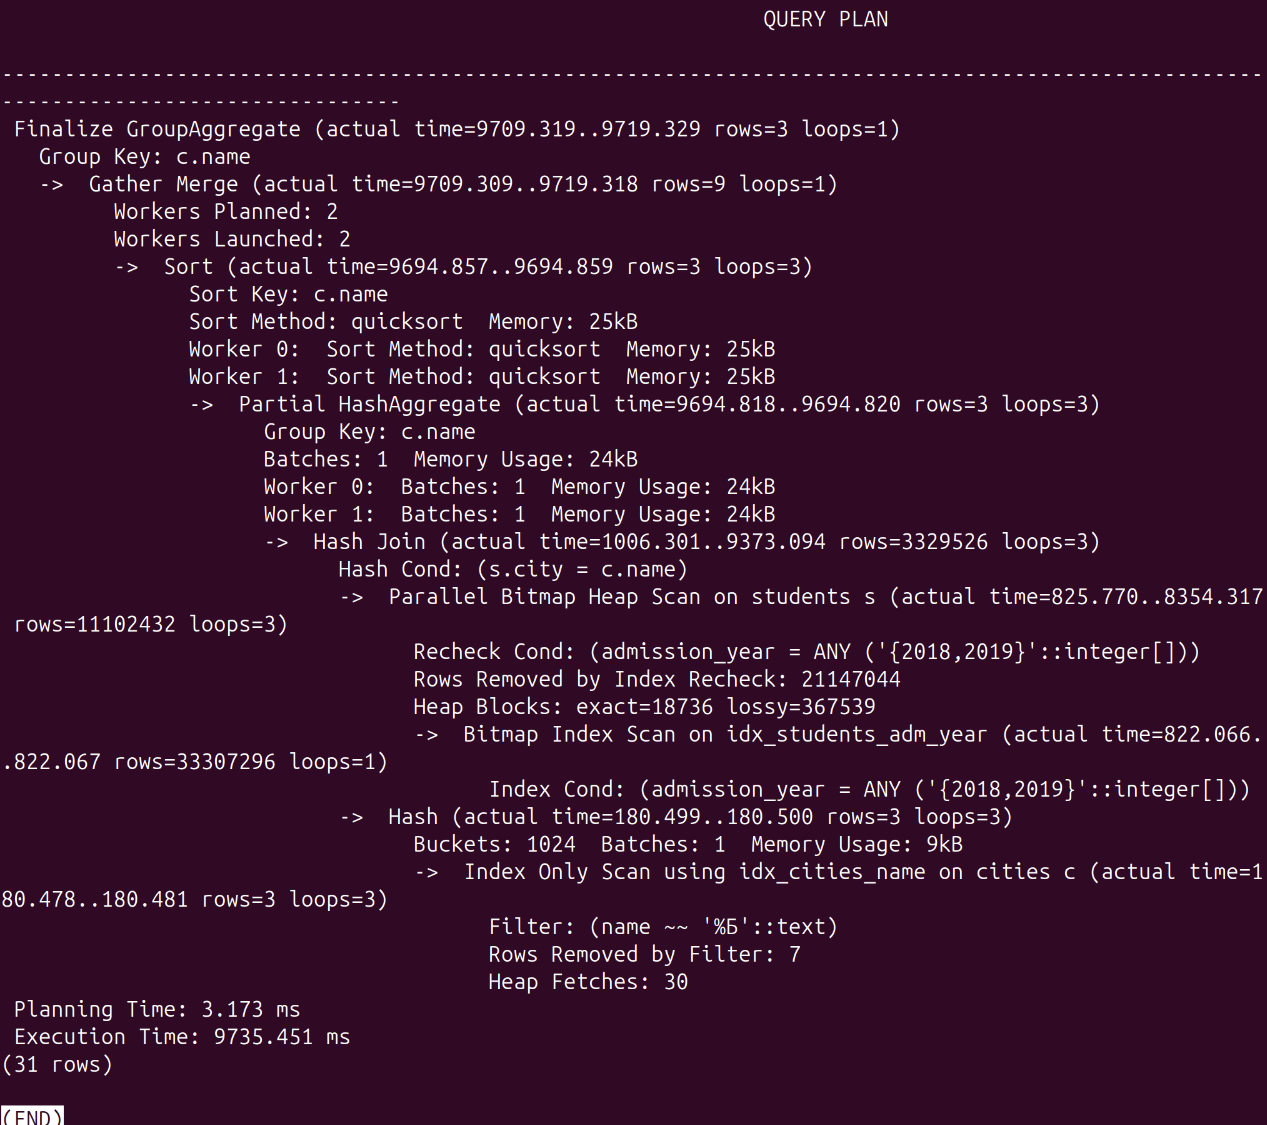 QUERY PLAN
-----------------------------------------------------------------------------------------------------
--------------------------------
Finalize GroupAggregate (actual time=9709.319..9719.329 rows=3 loops=1)
Group Key: c.name
-> Gather Merge (actual time=9709.309..9719.318 rows=9 loops=1)
Workers Planned: 2
Workers Launched: 2
-> Sort (actual time=9694.857..9694.859 rows=3 loops=3)
Sort Key: c.name
Sort Method: quicksort Memory: 25kB
Worker 0: Sort Method: quicksort Memory: 25kB
Worker 1: Sort Method: quicksort Memory: 25kB
-> Partial HashAggregate (actual time=9694.818..9694.820 rows=3 loops=3)
Group Key: c.name
Batches: 1 Memory Usage: 24kB
Worker 0: Batches: 1 Memory Usage: 24kB
Worker 1: Batches: 1 Memory Usage: 24kB
-> Hash Join (actual time=1006.301..9373.094 rows=3329526 loops=3)
Hash Cond: (s.city = c.name)
-> Parallel Bitmap Heap Scan on students s (actual time=825.770..8354.317
rows=11102432 loops=3)
Recheck Cond: (admission_year = ANY ('{2018,2019}'::integer[]))
Rows Removed by Index Recheck: 21147044
Heap Blocks: exact=18736 lossy=367539
-> Bitmap Index Scan on idx_students_adm_year (actual time=822.066.
.822.067 rows=33307296 loops=1)
Index Cond: (admission_year = ANY ('{2018,2019}'::integer[]))
-> Hash (actual time=180.499..180.500 rows=3 loops=3)
Buckets: 1024 Batches: 1 Memory Usage: 9kB
-> Index Only Scan using idx_cities_name on cities c (actual time=1
80.478..180.481 rows=3 loops=3)
Filter: (name ~~ '%Б'::text)
Rows Removed by Filter: 7
Heap Fetches: 30
Planning Time: 3.173 ms
Execution Time: 9735.451 ms
(31 rows)
(END)